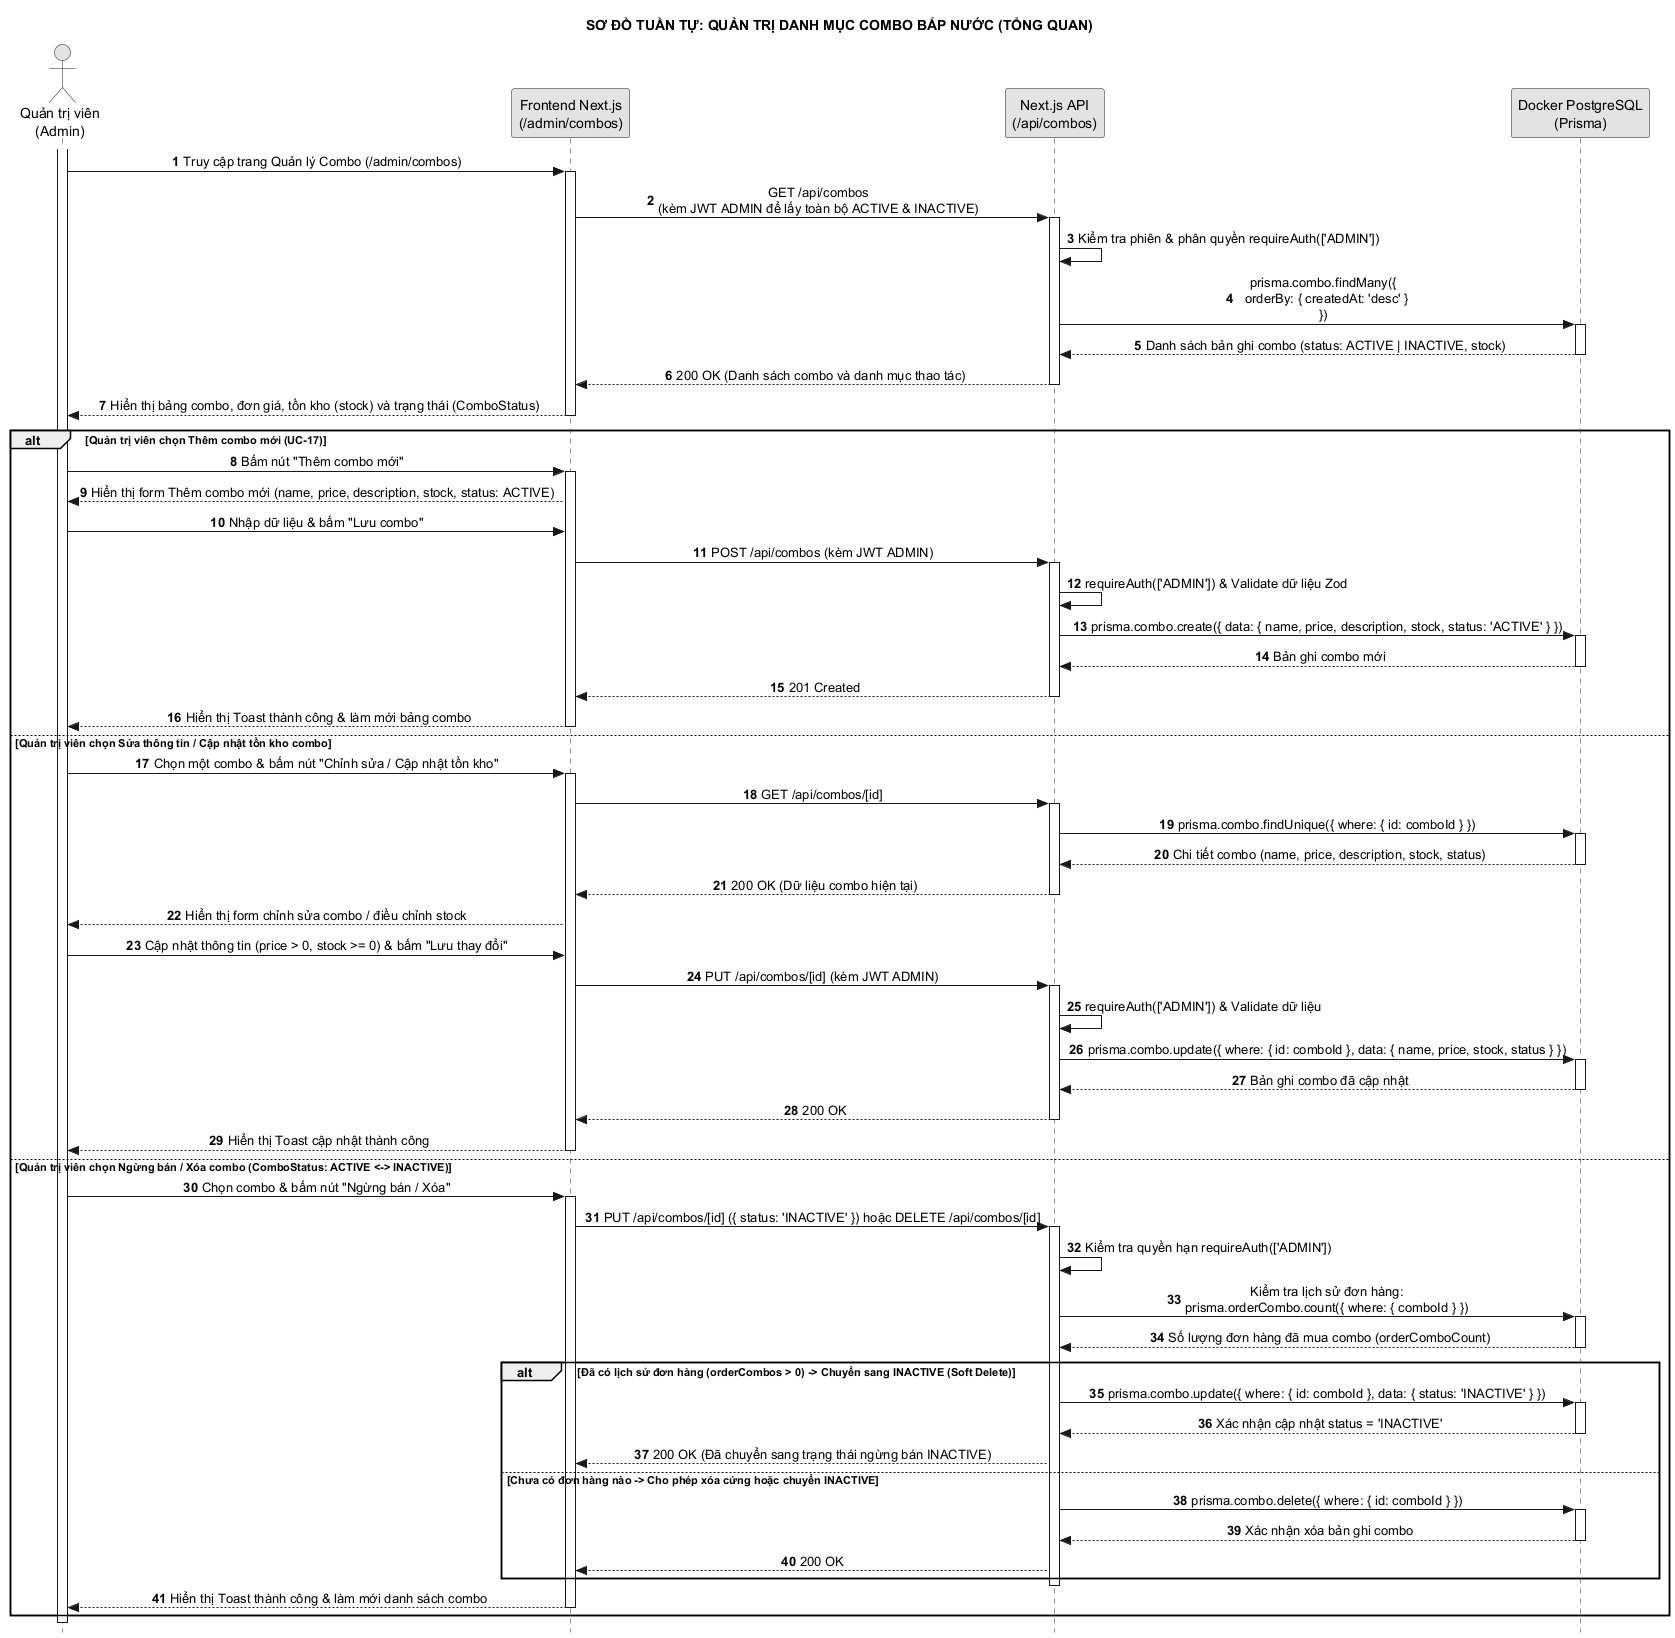 SƠ ĐỒ TUẦN TỰ: QUẢN TRỊ DANH MỤC COMBO BẮP NƯỚC (TỔNG QUAN)
Quản trị viên
(Admin)
Frontend Next.js
(/admin/combos)
Next.js API
(/api/combos)
Docker PostgreSQL
(Prisma)
1 Truy cập trang Quản lý Combo (/admin/combos)
2 GET /api/combos
(kèm JWT ADMIN để lấy toàn bộ ACTIVE & INACTIVE)
3 Kiểm tra phiên & phân quyền requireAuth(['ADMIN'])
4 prisma.combo.findMany({
orderBy: { createdAt: 'desc' }
})
5 Danh sách bản ghi combo (status: ACTIVE | INACTIVE, stock)
6 200 OK (Danh sách combo và danh mục thao tác)
7 Hiển thị bảng combo, đơn giá, tồn kho (stock) và trạng thái (ComboStatus)
alt [Quản trị viên chọn Thêm combo mới (UC-17)]
8 Bấm nút "Thêm combo mới"
9 Hiển thị form Thêm combo mới (name, price, description, stock, status: ACTIVE)
10 Nhập dữ liệu & bấm "Lưu combo"
11 POST /api/combos (kèm JWT ADMIN)
12 requireAuth(['ADMIN']) & Validate dữ liệu Zod
13 prisma.combo.create({ data: { name, price, description, stock, status: 'ACTIVE' } })
14 Bản ghi combo mới
15 201 Created
16 Hiển thị Toast thành công & làm mới bảng combo
[Quản trị viên chọn Sửa thông tin / Cập nhật tồn kho combo]
17 Chọn một combo & bấm nút "Chỉnh sửa / Cập nhật tồn kho"
18 GET /api/combos/[id]
19 prisma.combo.findUnique({ where: { id: comboId } })
20 Chi tiết combo (name, price, description, stock, status)
21 200 OK (Dữ liệu combo hiện tại)
22 Hiển thị form chỉnh sửa combo / điều chỉnh stock
23 Cập nhật thông tin (price > 0, stock >= 0) & bấm "Lưu thay đổi"
24 PUT /api/combos/[id] (kèm JWT ADMIN)
25 requireAuth(['ADMIN']) & Validate dữ liệu
26 prisma.combo.update({ where: { id: comboId }, data: { name, price, stock, status } })
27 Bản ghi combo đã cập nhật
28 200 OK
29 Hiển thị Toast cập nhật thành công
[Quản trị viên chọn Ngừng bán / Xóa combo (ComboStatus: ACTIVE <-> INACTIVE)]
30 Chọn combo & bấm nút "Ngừng bán / Xóa"
31 PUT /api/combos/[id] ({ status: 'INACTIVE' }) hoặc DELETE /api/combos/[id]
32 Kiểm tra quyền hạn requireAuth(['ADMIN'])
33 Kiểm tra lịch sử đơn hàng:
prisma.orderCombo.count({ where: { comboId } })
34 Số lượng đơn hàng đã mua combo (orderComboCount)
alt [Đã có lịch sử đơn hàng (orderCombos > 0) -> Chuyển sang INACTIVE (Soft Delete)]
35 prisma.combo.update({ where: { id: comboId }, data: { status: 'INACTIVE' } })
36 Xác nhận cập nhật status = 'INACTIVE'
37 200 OK (Đã chuyển sang trạng thái ngừng bán INACTIVE)
[Chưa có đơn hàng nào -> Cho phép xóa cứng hoặc chuyển INACTIVE]
38 prisma.combo.delete({ where: { id: comboId } })
39 Xác nhận xóa bản ghi combo
40 200 OK
41 Hiển thị Toast thành công & làm mới danh sách combo